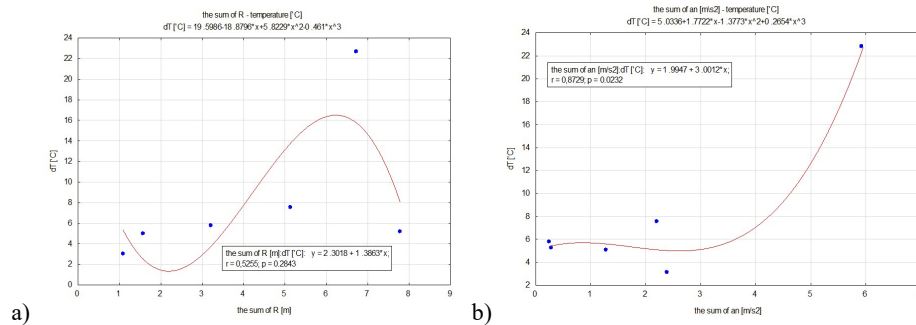 the sum of R - temperature [°C]
dT [°C] = 19 .5986-18 .8796*x+5 .8229*x^2-0 .461*x^3
24
22
20
18
16
14
12
10
8
6
4
2
0
dT [°C]
the sum of R [m]:dT [°C]: y = 2 .3018 + 1 .3863*x;
r = 0,5255; p = 0.2843
0 1 2 3 4 5 6 7 8 9
the sum of R [m]
a)
the sum of an [m/s2] - temperature [°C]
dT [°C] = 5 .0336+1 .7722*x-1 .3773*x^2+0 .2654*x^3
24
22
20
18
16
14
12
10
8
6
4
2
dT [°C]
the sum of an [m/s2]:dT [°C]: y = 1 .9947 + 3 .0012*x;
r = 0,8729; p = 0.0232
0 1 2 3 4 5 6
the sum of an [m/s2]
b)